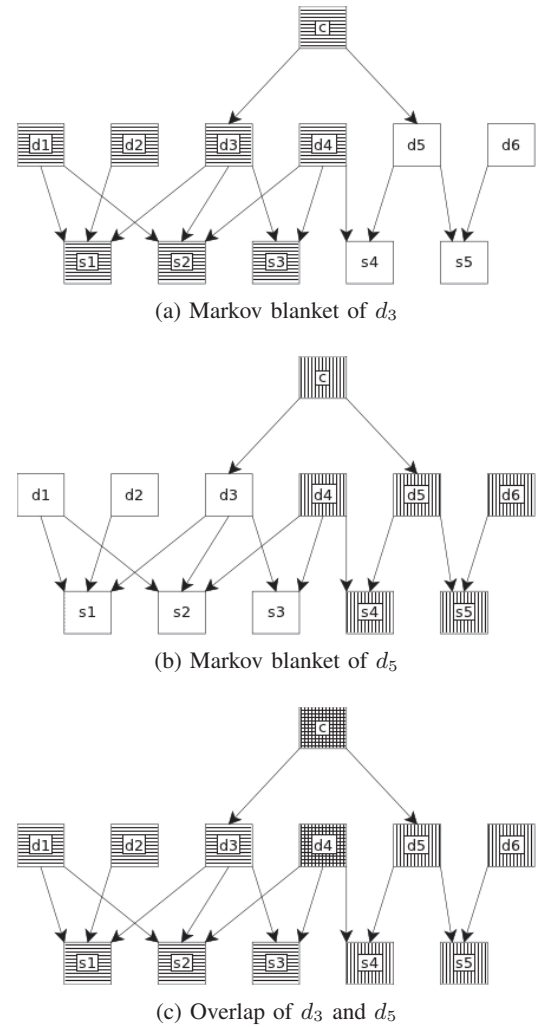 c
d1 d2 d3 d4 d5 d6
s1 s2 s3 s4 s5
(a) Markov blanket of d3
c
d1 d2 d3 d4 d5 d6
s1 s2 s3 s4 s5
(b) Markov blanket of d5
c
d1 d2 d3 d4 d5 d6
s1 s2 s3 s4 s5
(c) Overlap of d3 and d5